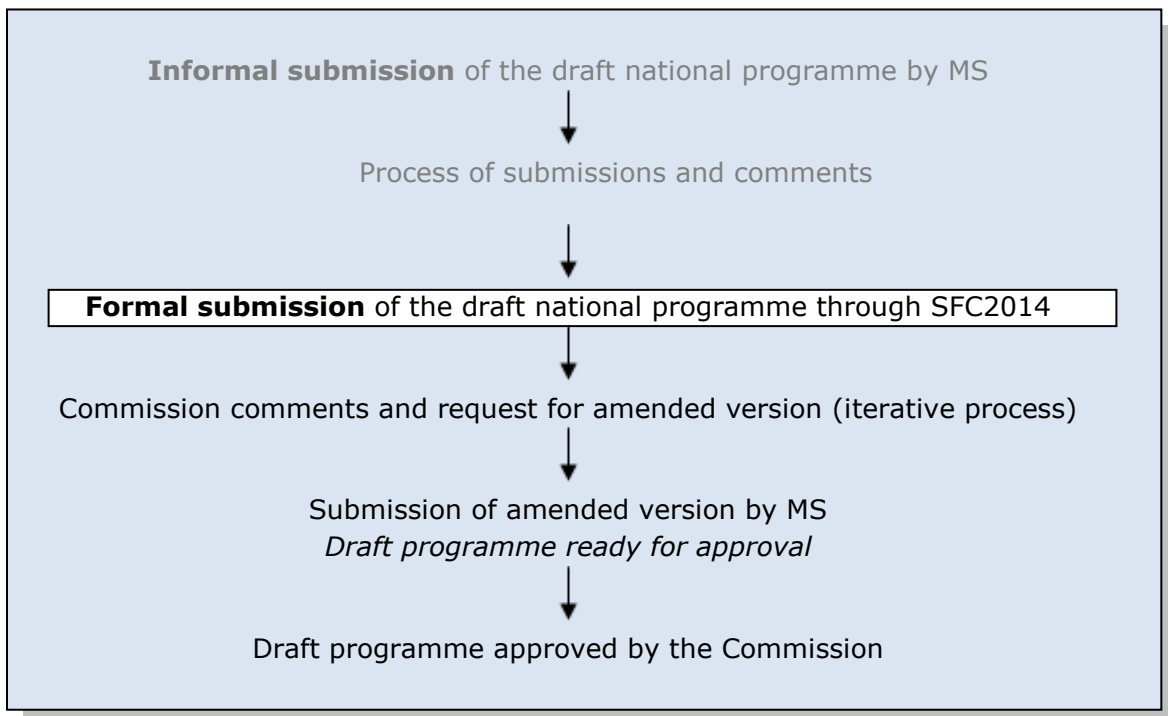 Informal submission of the draft national programme by MS
Process of submissions and comments
Formal submission of the draft national programme through SFC2014
Commission comments and request for amended version (iterative process)
Submission of amended version by MS
Draft programme ready for approval
Draft programme approved by the Commission